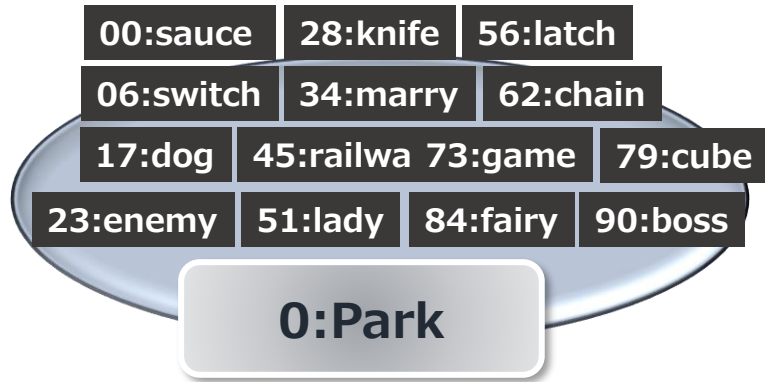 00:sauce 28:knife 56:latch
06:switch 34:marry 62:chain
17:dog 45:railwa 73:game 79:cube
23:enemy 51:lady 84:fairy 90:boss
0:Park